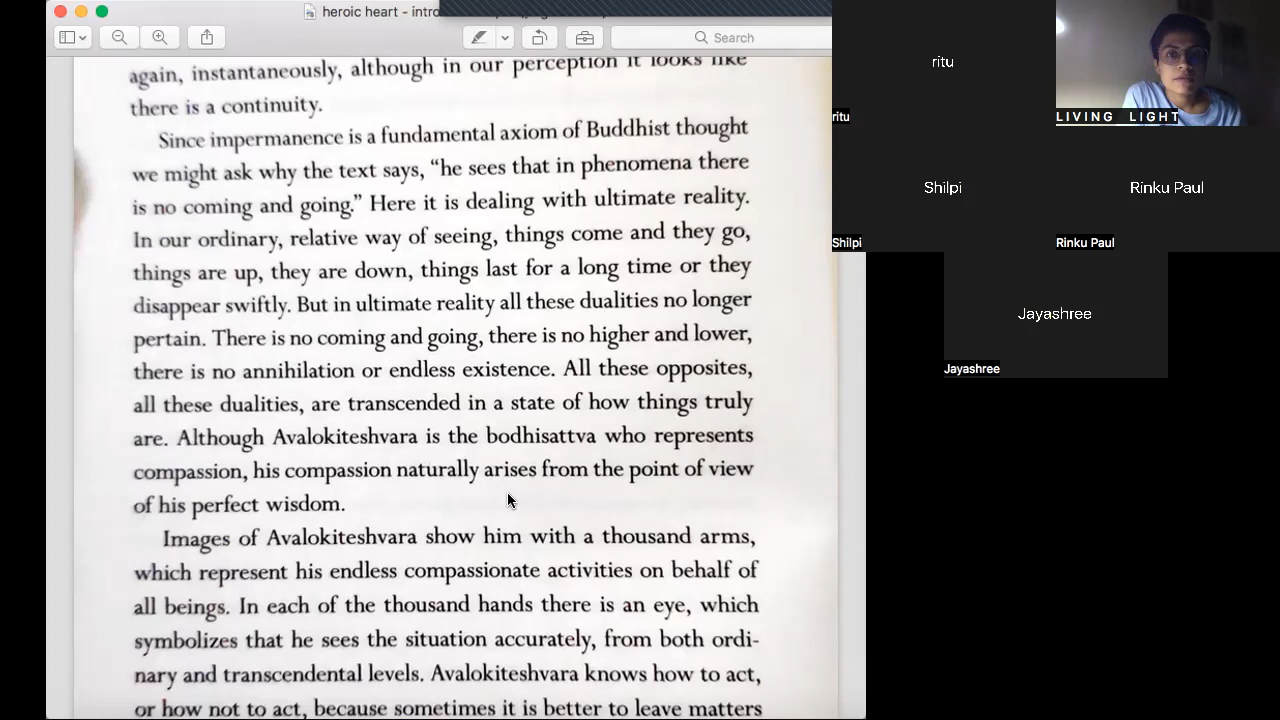 heroic heart - intro
Search
again, instantaneously, although in our perception it looks like
there is a continuity.
Since impermanence is a fundamental axiom of Buddhist thought
we might ask why the text says, “he sees that in phenomena there
is no coming and going.” Here it is dealing with ultimate reality.
In our ordinary, relative way of seeing, things come and they go,
things are up, they are down, things last for a long time or they
disappear swiftly. But in ultimate reality all these dualities no longer
pertain. There is no coming and going, there is no higher and lower,
there is no annihilation or endless existence. All these opposites,
all these dualities, are transcended in a state of how things truly
are. Although Avalokiteshvara is the bodhisattva who represents
compassion, his compassion naturally arises from the point of view
of his perfect wisdom.
Images of Avalokiteshvara show him with a thousand arms,
which represent his endless compassionate activities on behalf of
all beings. In each of the thousand hands there is an eye, which
symbolizes that he sees the situation accurately, from both ordi-
nary and transcendental levels. Avalokiteshvara knows how to act,
or how not to act, because sometimes it is better to leave matters
ritu
ritu
LIVING LIGHT
Shilpi
Shilpi
Rinku Paul
Rinku Paul
Jayashree
Jayashree